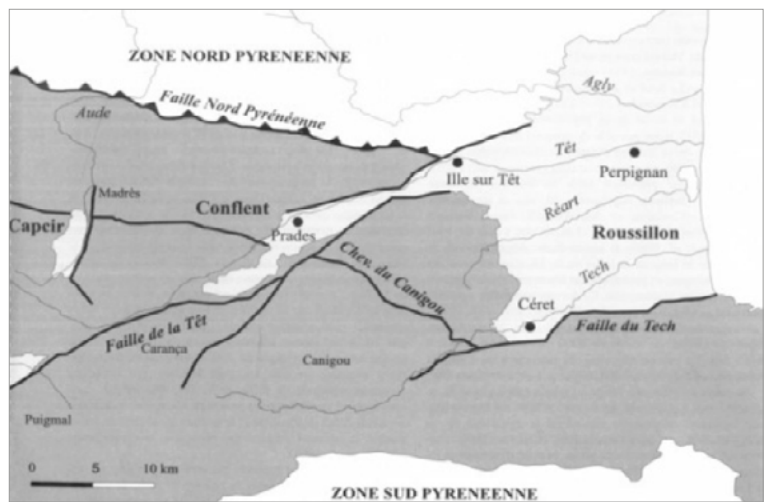 ZONE NORD PYRENEENNE
Agly
Aude
Faille Nord Pyrénéenne
Têt
Perpignan
Ille sur Têt
Madrès
Conflent
Réart
Capcir
Prades
Roussillon
Chev. du Canigou
Tech
Céret
Faille du Tech
Faille de la Têt
Carança
Canigou
Puigmal
0 5 10 km
ZONE SUD PYRENEENNE